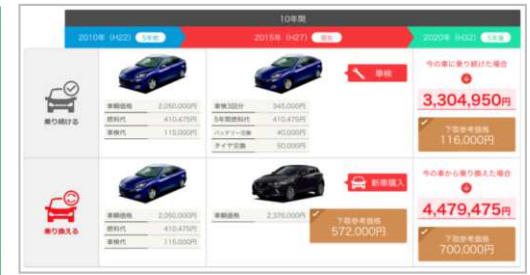 10年間
2010年 (H22) 5年前
2015年 (H27) 現在
2020年 (H32) 5年後
乗り続ける
車輌価格 2,260,000円
燃料代 410,475円
車検代 115,000円
車検
車検3回分 345,000円
5年間燃料代 410,475円
バッテリー交換 40,000円
タイヤ交換 50,000円
今の車に乗り続けた場合
3,304,950円
下取参考価格
116,000円
乗り換える
車輌価格 2,260,000円
燃料代 410,475円
車検代 115,000円
新車購入
車輌価格 2,376,000円
下取参考価格
572,000円
今の車から乗り換えた場合
4,479,475円
下取参考価格
700,000円